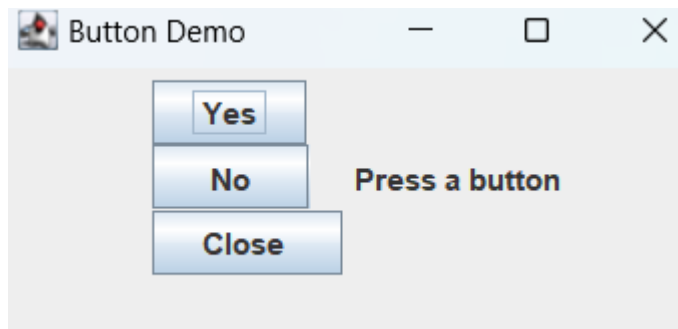 Button Demo
Yes
No
Press a button
Close